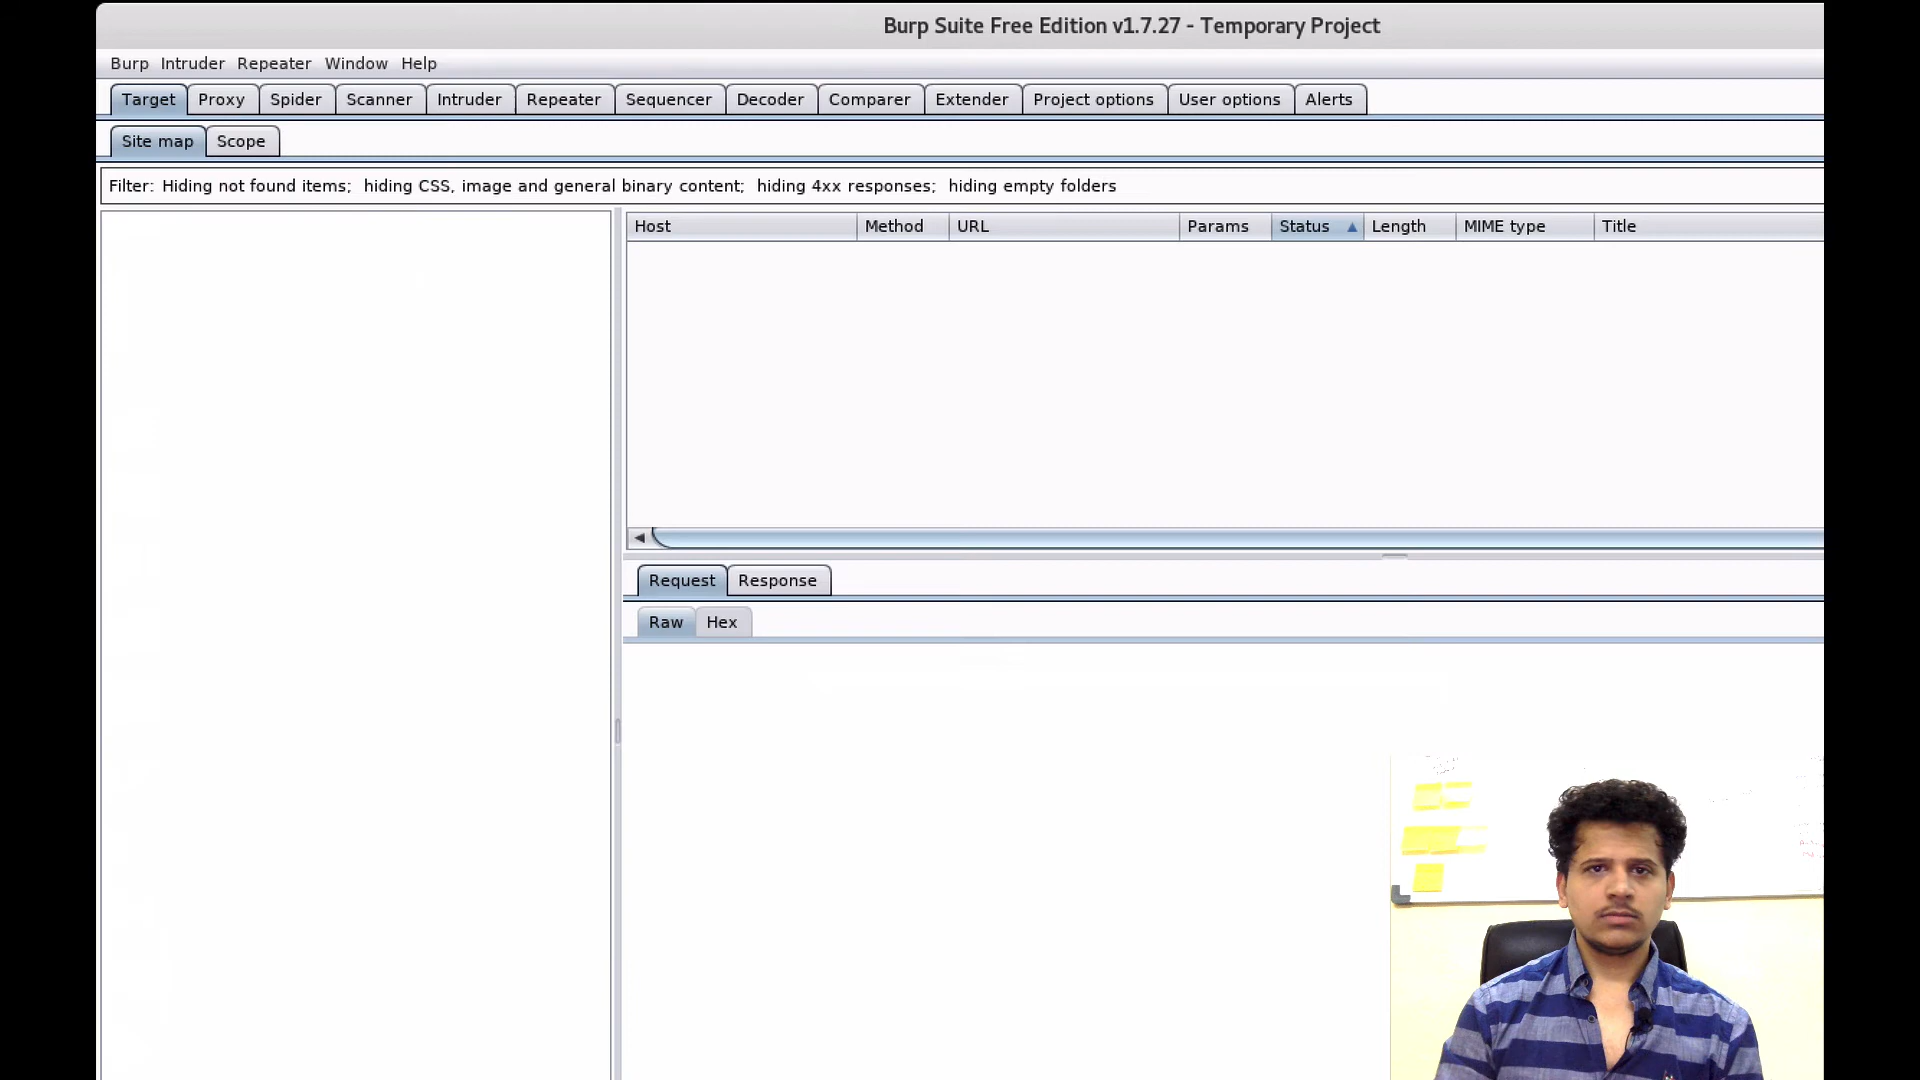 Burp Suite Free Edition v1.7.27 - Temporary Project
Burp Intruder Repeater Window Help
Target Proxy Spider Scanner Intruder Repeater Sequencer Decoder Comparer Extender Project options User options Alerts
Site map Scope
Filter: Hiding not found items; hiding CSS, image and general binary content; hiding 4xx responses; hiding empty folders
Host Method URL Params Status Length MIME type Title
Request Response
Raw Hex